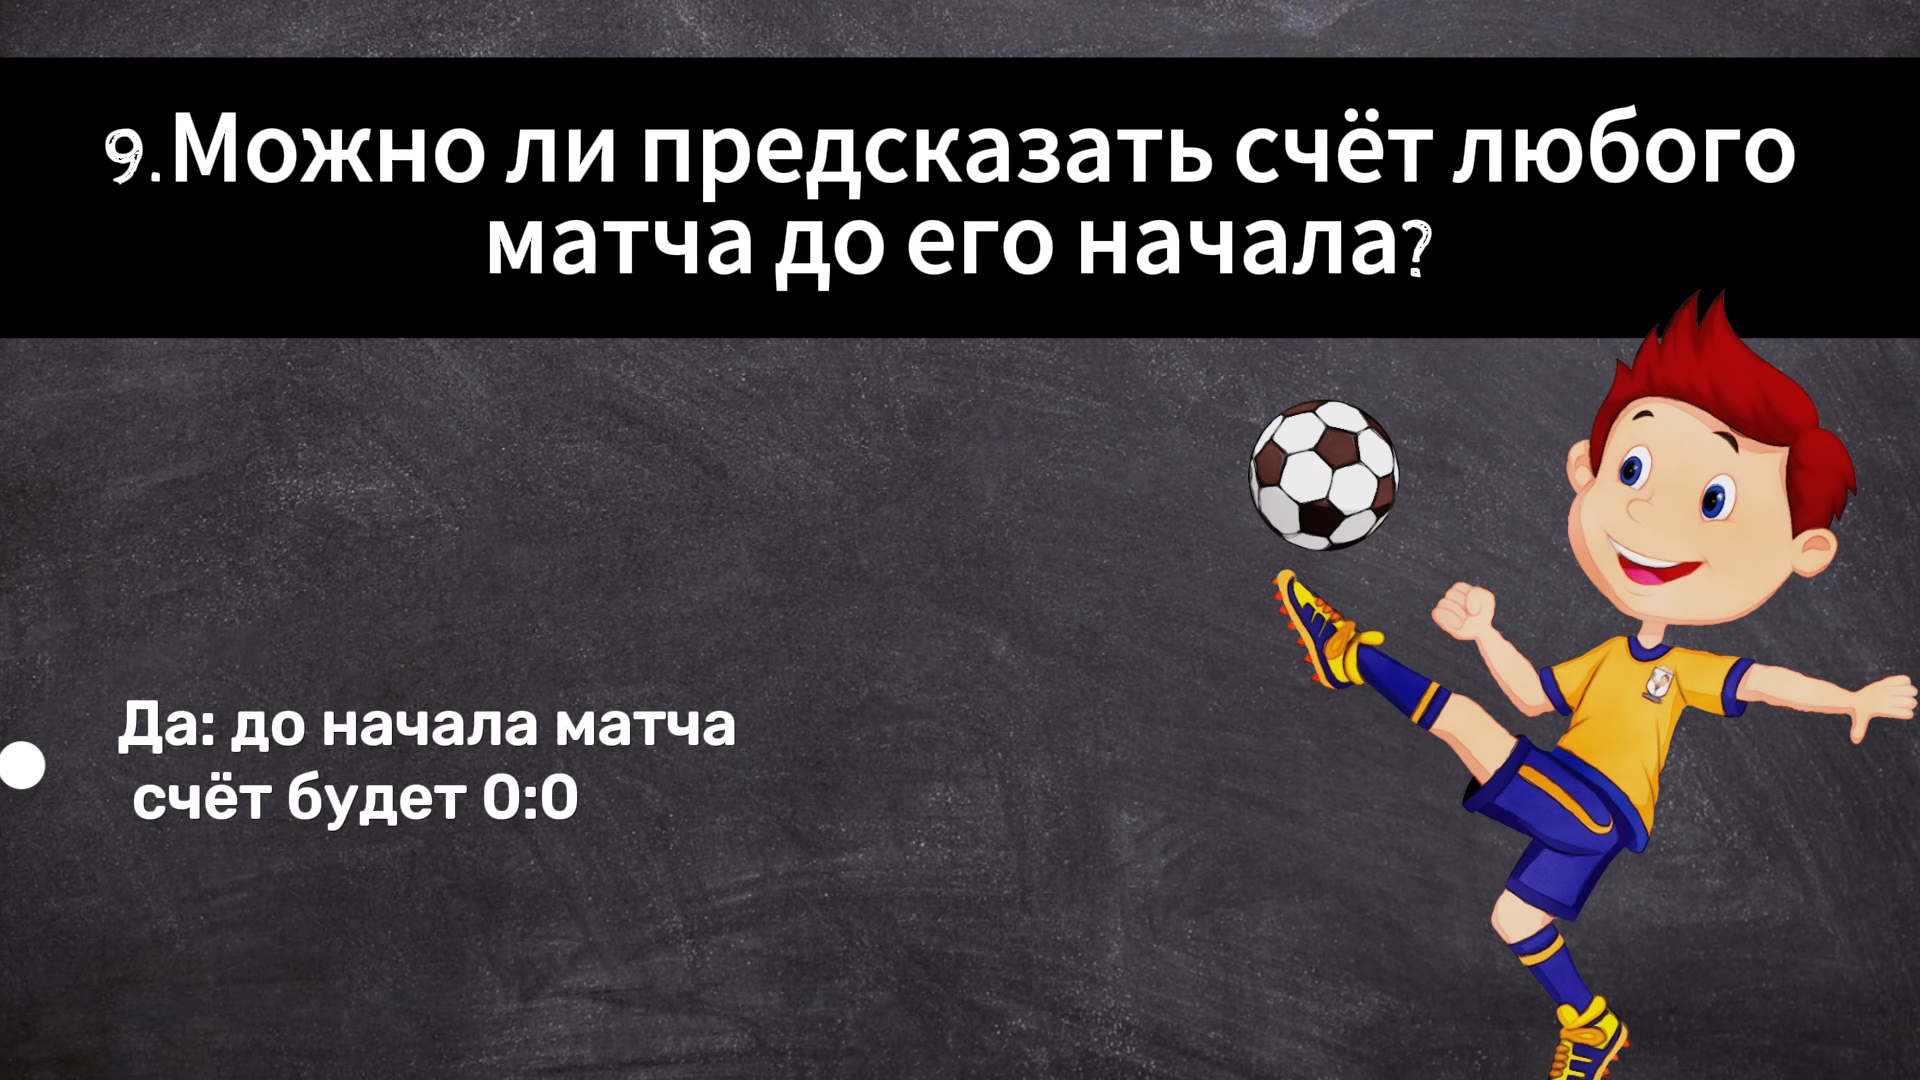 9.Можно ли предсказать счёт любого
матча до его начала?
Да: до начала матча
счёт будет 0:0